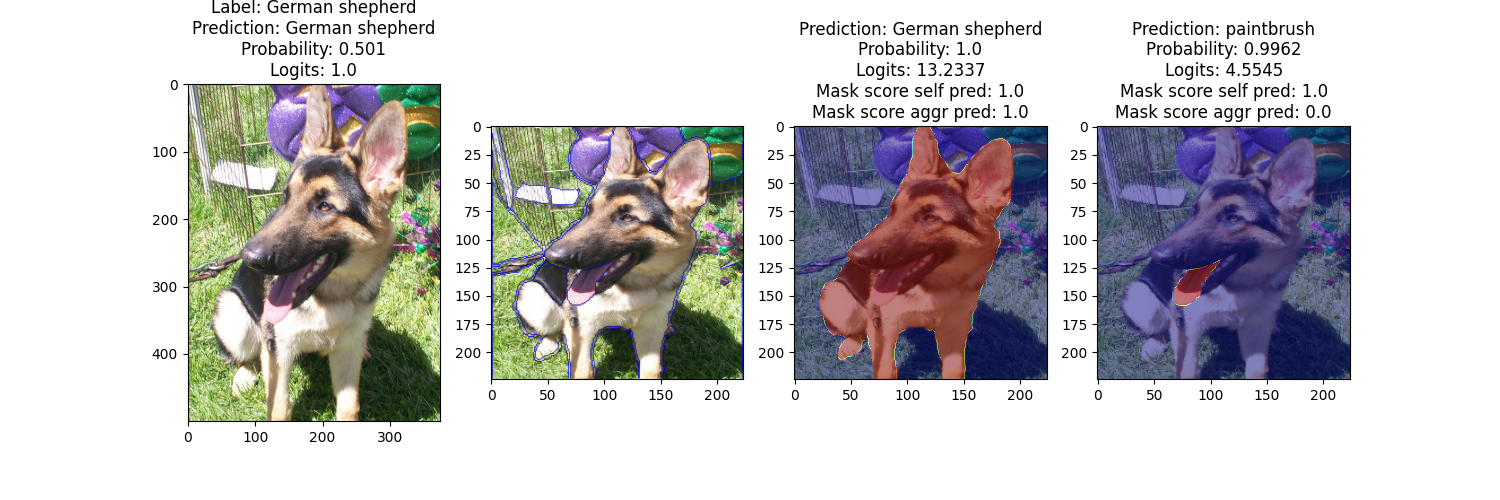 Label: German shepherd
Prediction: German shepherd
Probability: 0.501
Logits: 1.0
0
100
200
300
400
0 100 200 300
0
25
50
75
100
125
150
175
200
0 50 100 150 200
Prediction: German shepherd
Probability: 1.0
Logits: 13.2337
Mask score self pred: 1.0
Mask score aggr pred: 1.0
0
25
50
75
100
125
150
175
200
0 50 100 150 200
Prediction: paintbrush
Probability: 0.9962
Logits: 4.5545
Mask score self pred: 1.0
Mask score aggr pred: 0.0
0
25
50
75
100
125
150
175
200
0 50 100 150 200